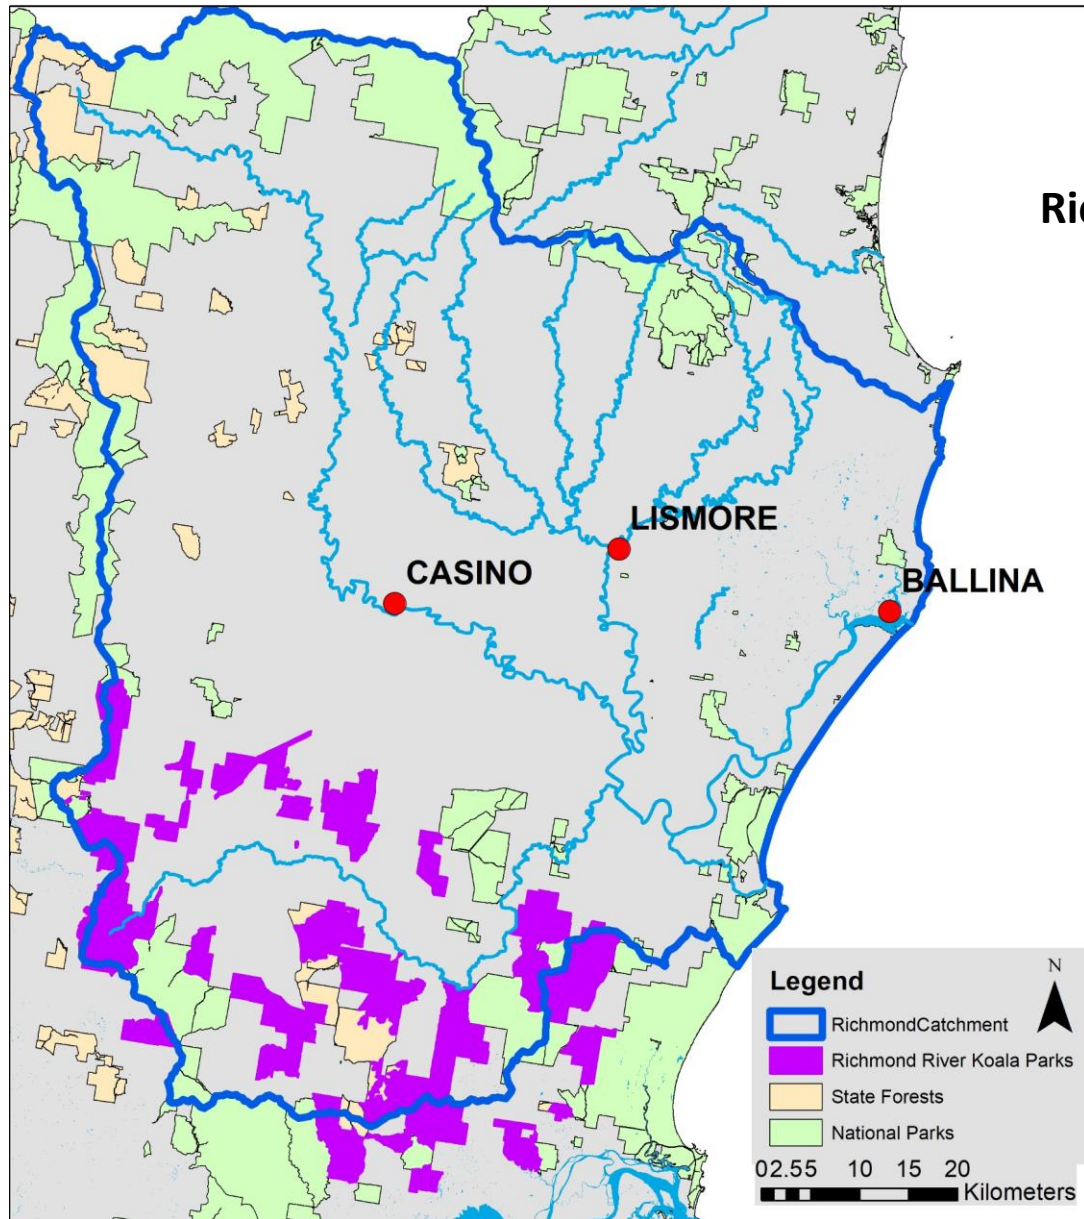 Ric
LISMORE
CASINO
BALLINA
Legend
N
RichmondCatchment
Richmond River Koala Parks
State Forests
National Parks
02.55 10 15 20
Kilometers